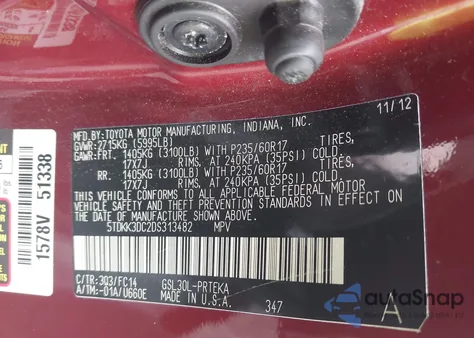 MFD. BY: TOYOTA MOTOR MANUFACTURING, INDIANA, INC. 11/12
GVWR: 2715KG (5995LB)
GAWR: FRT. 1405KG (3100LB) WITH P235/60R17 TIRES,
17X7J RIMS, AT 240KPA (35PSI) COLD.
RR. 1405KG (3100LB) WITH P235/60R17 TIRES,
17X7J RIMS, AT 240KPA (35PSI) COLD.
THIS VEHICLE CONFORMS TO ALL APPLICABLE FEDERAL MOTOR
VEHICLE SAFETY AND THEFT PREVENTION STANDARDS IN EFFECT ON
THE DATE OF MANUFACTURE SHOWN ABOVE.
5TDKK3DC2DS313482 MPV
C/TR: 303/FC14 GSL30L-PRTEKA
A/TM: -01A/U660E MADE IN U.S.A. 347 A
1578V 51338
autoSnap